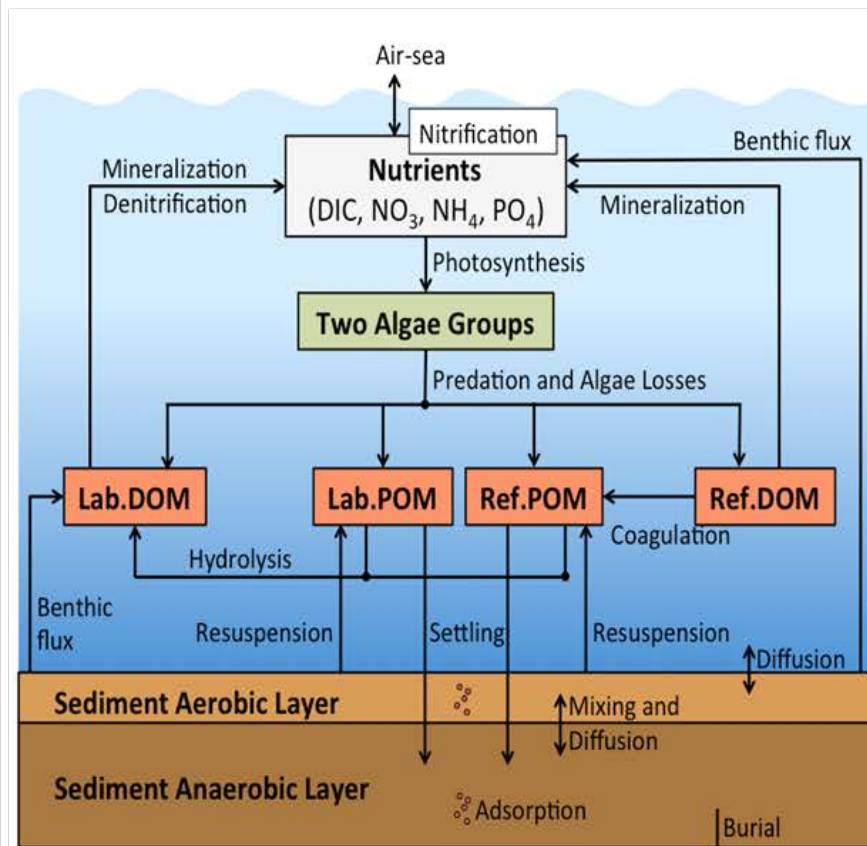 Air-sea
Nitrification
Benthic flux
Mineralization
Denitrification
Nutrients
(DIC, NO₃, NH₄, PO₄)
Mineralization
Photosynthesis
Two Algae Groups
Predation and Algae Losses
Lab.DOM
Lab.POM
Ref.POM
Ref.DOM
Coagulation
Hydrolysis
Benthic
flux
Resuspension
Settling
Resuspension
Diffusion
Sediment Aerobic Layer
Mixing and
Diffusion
Sediment Anaerobic Layer
Adsorption
Burial